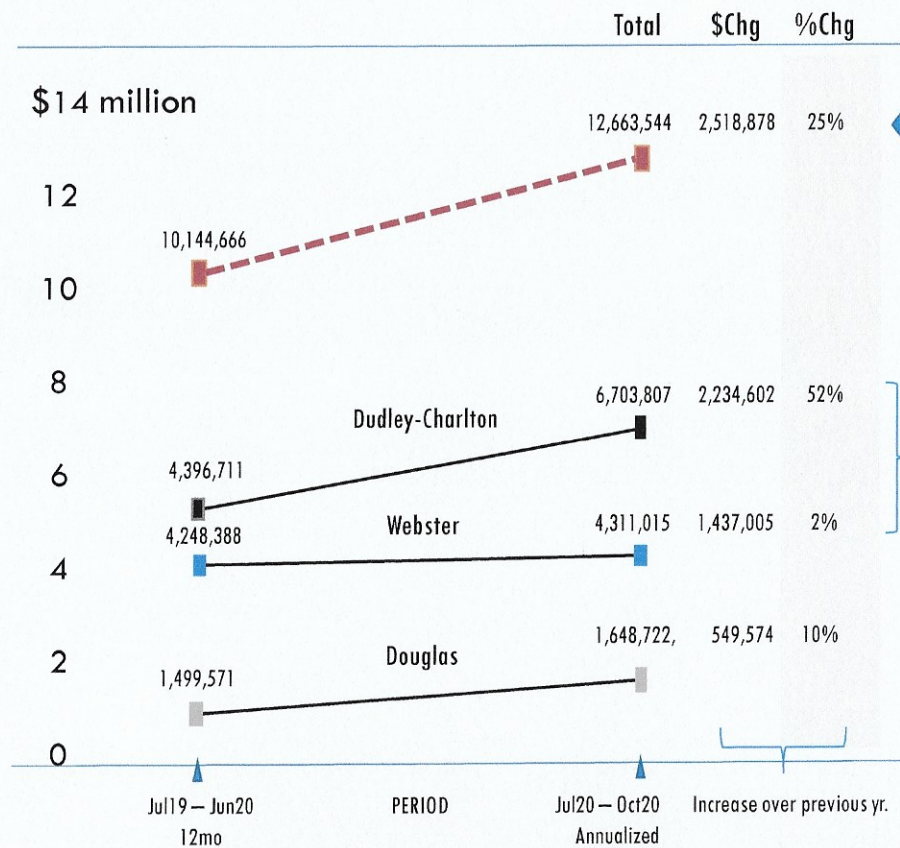 Total $Chg %Chg
$14 million
12,663,544 2,518,878 25%
12
10,144,666
10
8
6,703,807 2,234,602 52%
Dudley-Charlton
6
4,396,711
4,311,015 1,437,005 2%
Webster
4,248,388
4
1,648,722, 549,574 10%
Douglas
2
1,499,571
0
Jul19 – Jun20 PERIOD Jul20 – Oct20 Increase over previous yr.
12mo Annualized